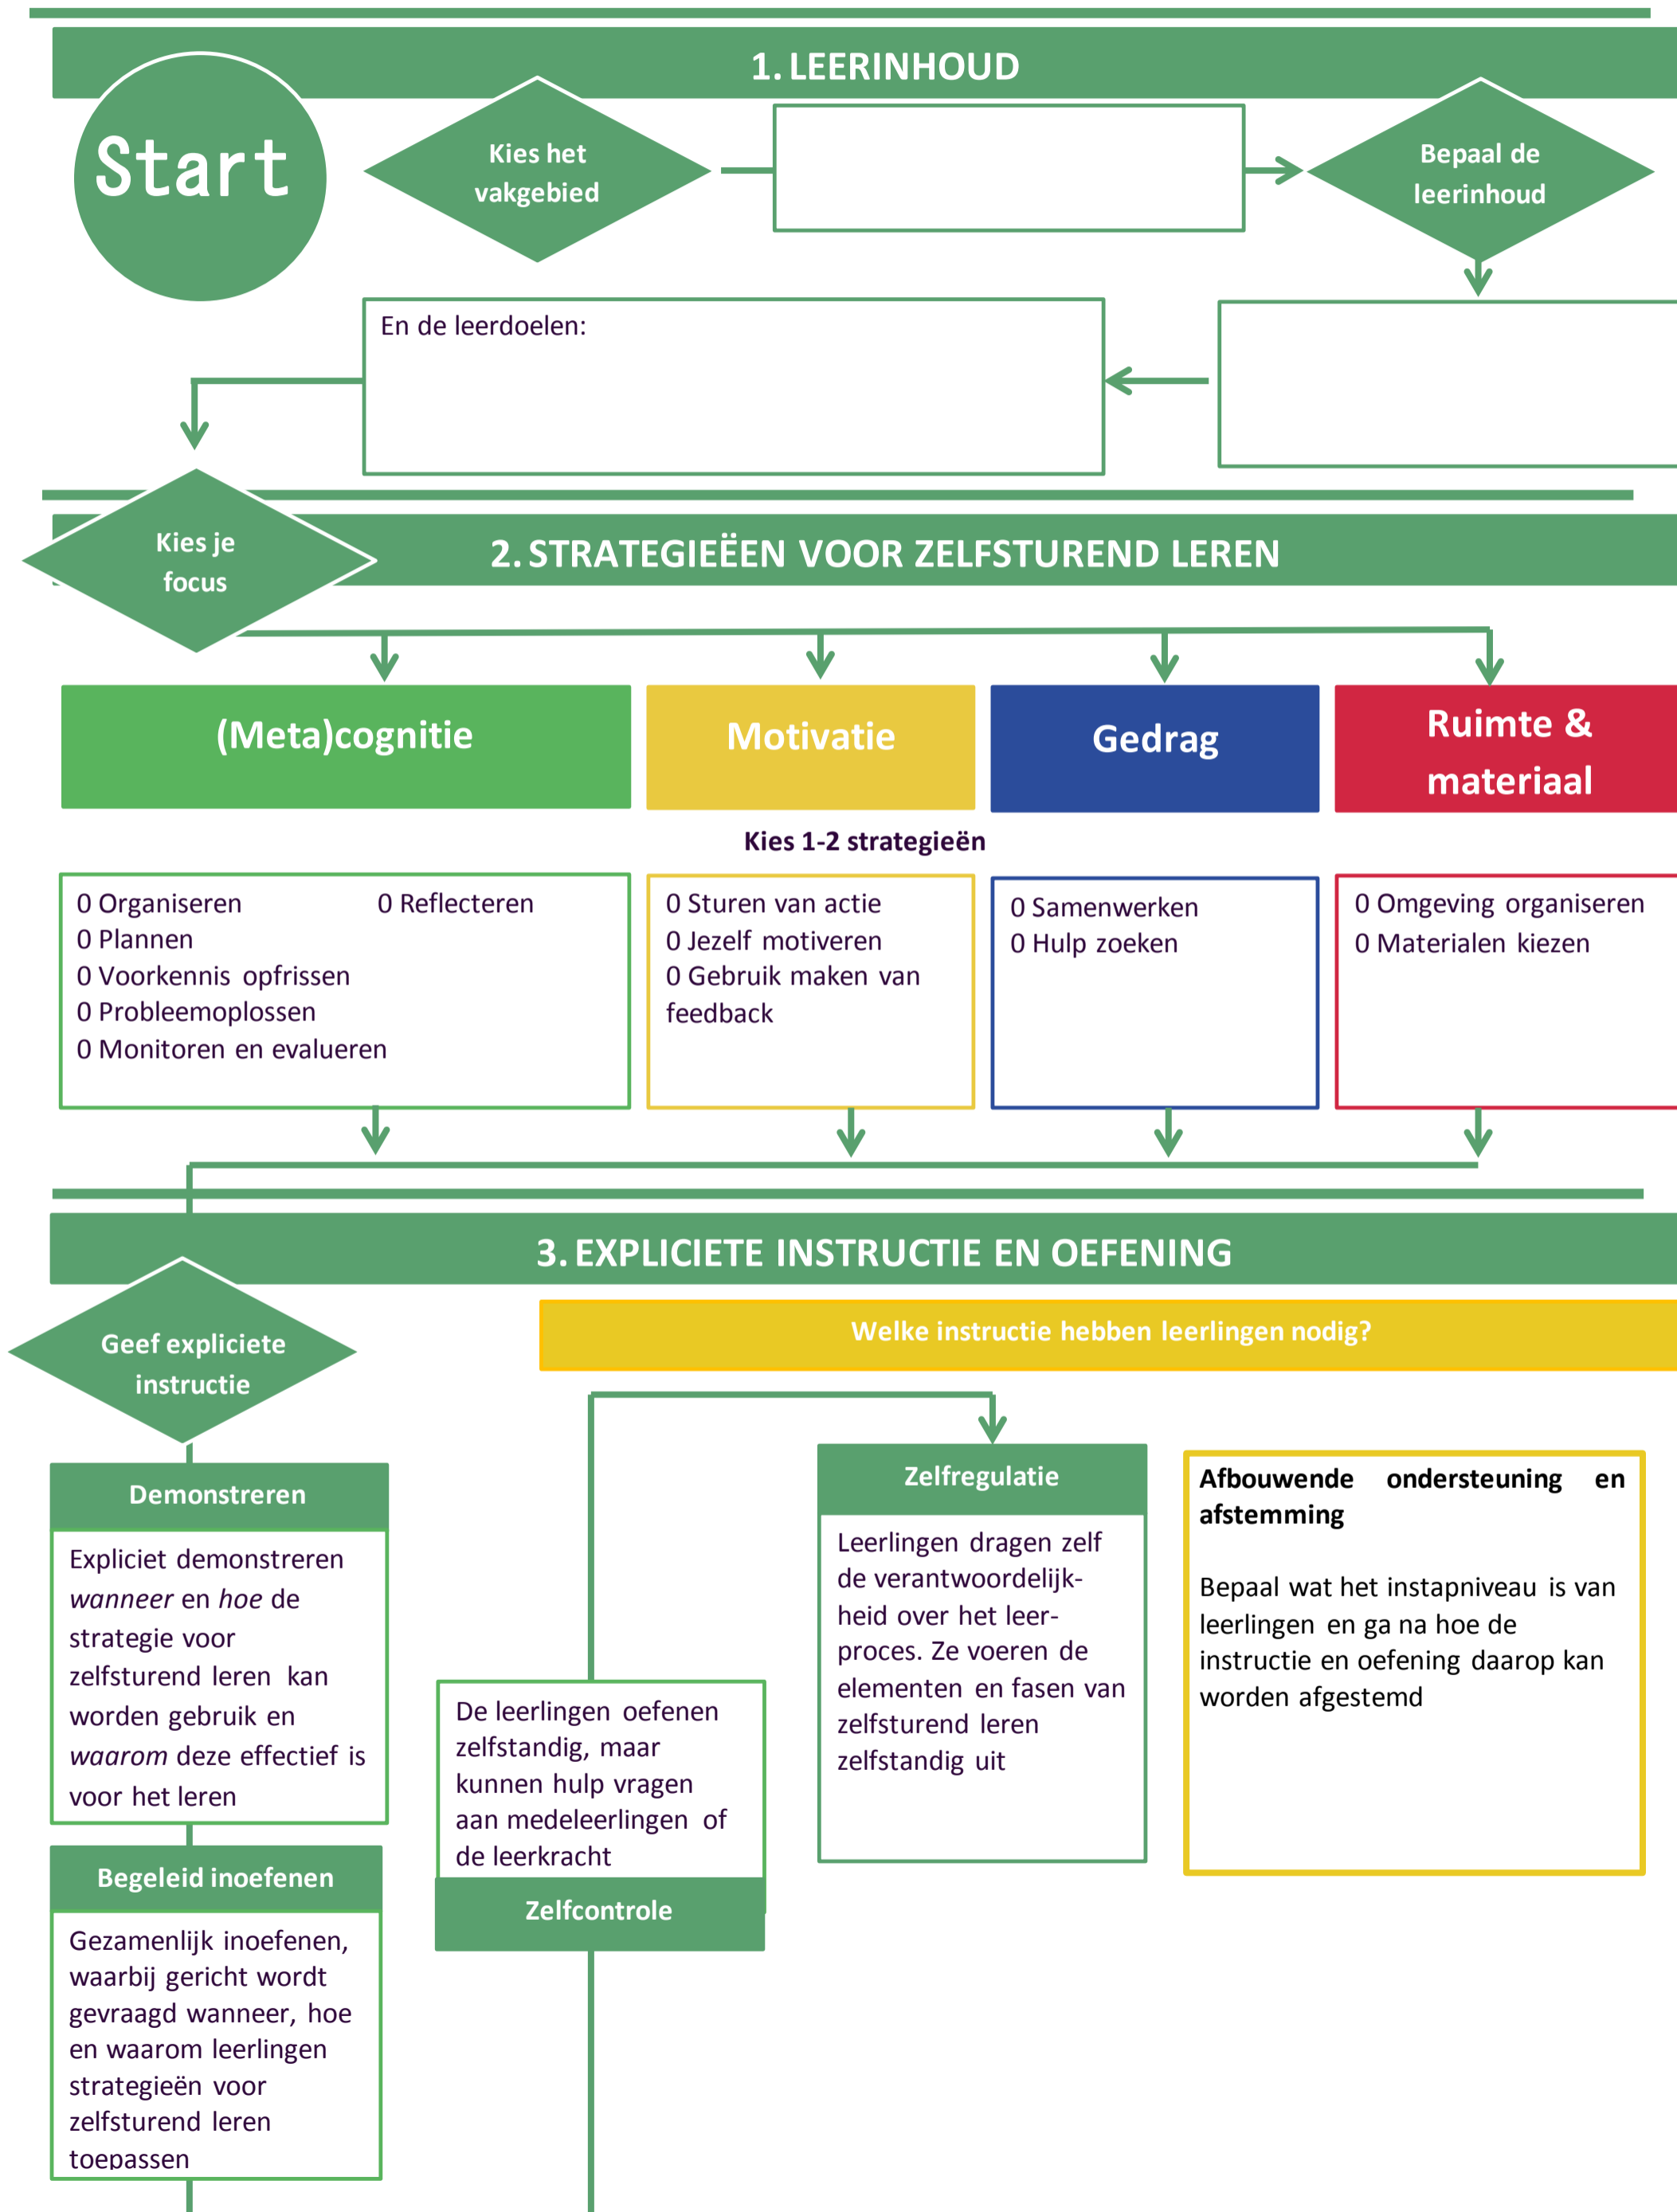 1. LEERINHOUD
Start
Kies het
vakgebied
Bepaal de
leerinhoud
En de leerdoelen:
Kies je
focus
2. STRATEGIEËEN VOOR ZELFSTUREND LEREN
(Meta)cognitie
Motivatie
Gedrag
Ruimte &
materiaal
Kies 1-2 strategieën
0 Organiseren 0 Reflecteren
0 Plannen
0 Voorkennis opfrissen
0 Probleemoplossen
0 Monitoren en evalueren
0 Sturen van actie
0 Jezelf motiveren
0 Gebruik maken van
feedback
0 Samenwerken
0 Hulp zoeken
0 Omgeving organiseren
0 Materialen kiezen
3. EXPLICIETE INSTRUCTIE EN OEFENING
Geef expliciete
instructie
Welke instructie hebben leerlingen nodig?
Demonstreren
Expliciet demonstreren
wanneer en hoe de
strategie voor
zelfsturend leren kan
worden gebruik en
waarom deze effectief is
voor het leren
Begeleid inoefenen
Gezamenlijk inoefenen,
waarbij gericht wordt
gevraagd wanneer, hoe
en waarom leerlingen
strategieën voor
zelfsturend leren
toepassen
De leerlingen oefenen
zelfstandig, maar
kunnen hulp vragen
aan medeleerlingen of
de leerkracht
Zelfcontrole
Zelfregulatie
Leerlingen dragen zelf
de verantwoordelijk-
heid over het leer-
proces. Ze voeren de
elementen en fasen van
zelfsturend leren
zelfstandig uit
Afbouwende ondersteuning en
afstemming
Bepaal wat het instapniveau is van
leerlingen en ga na hoe de
instructie en oefening daarop kan
worden afgestemd